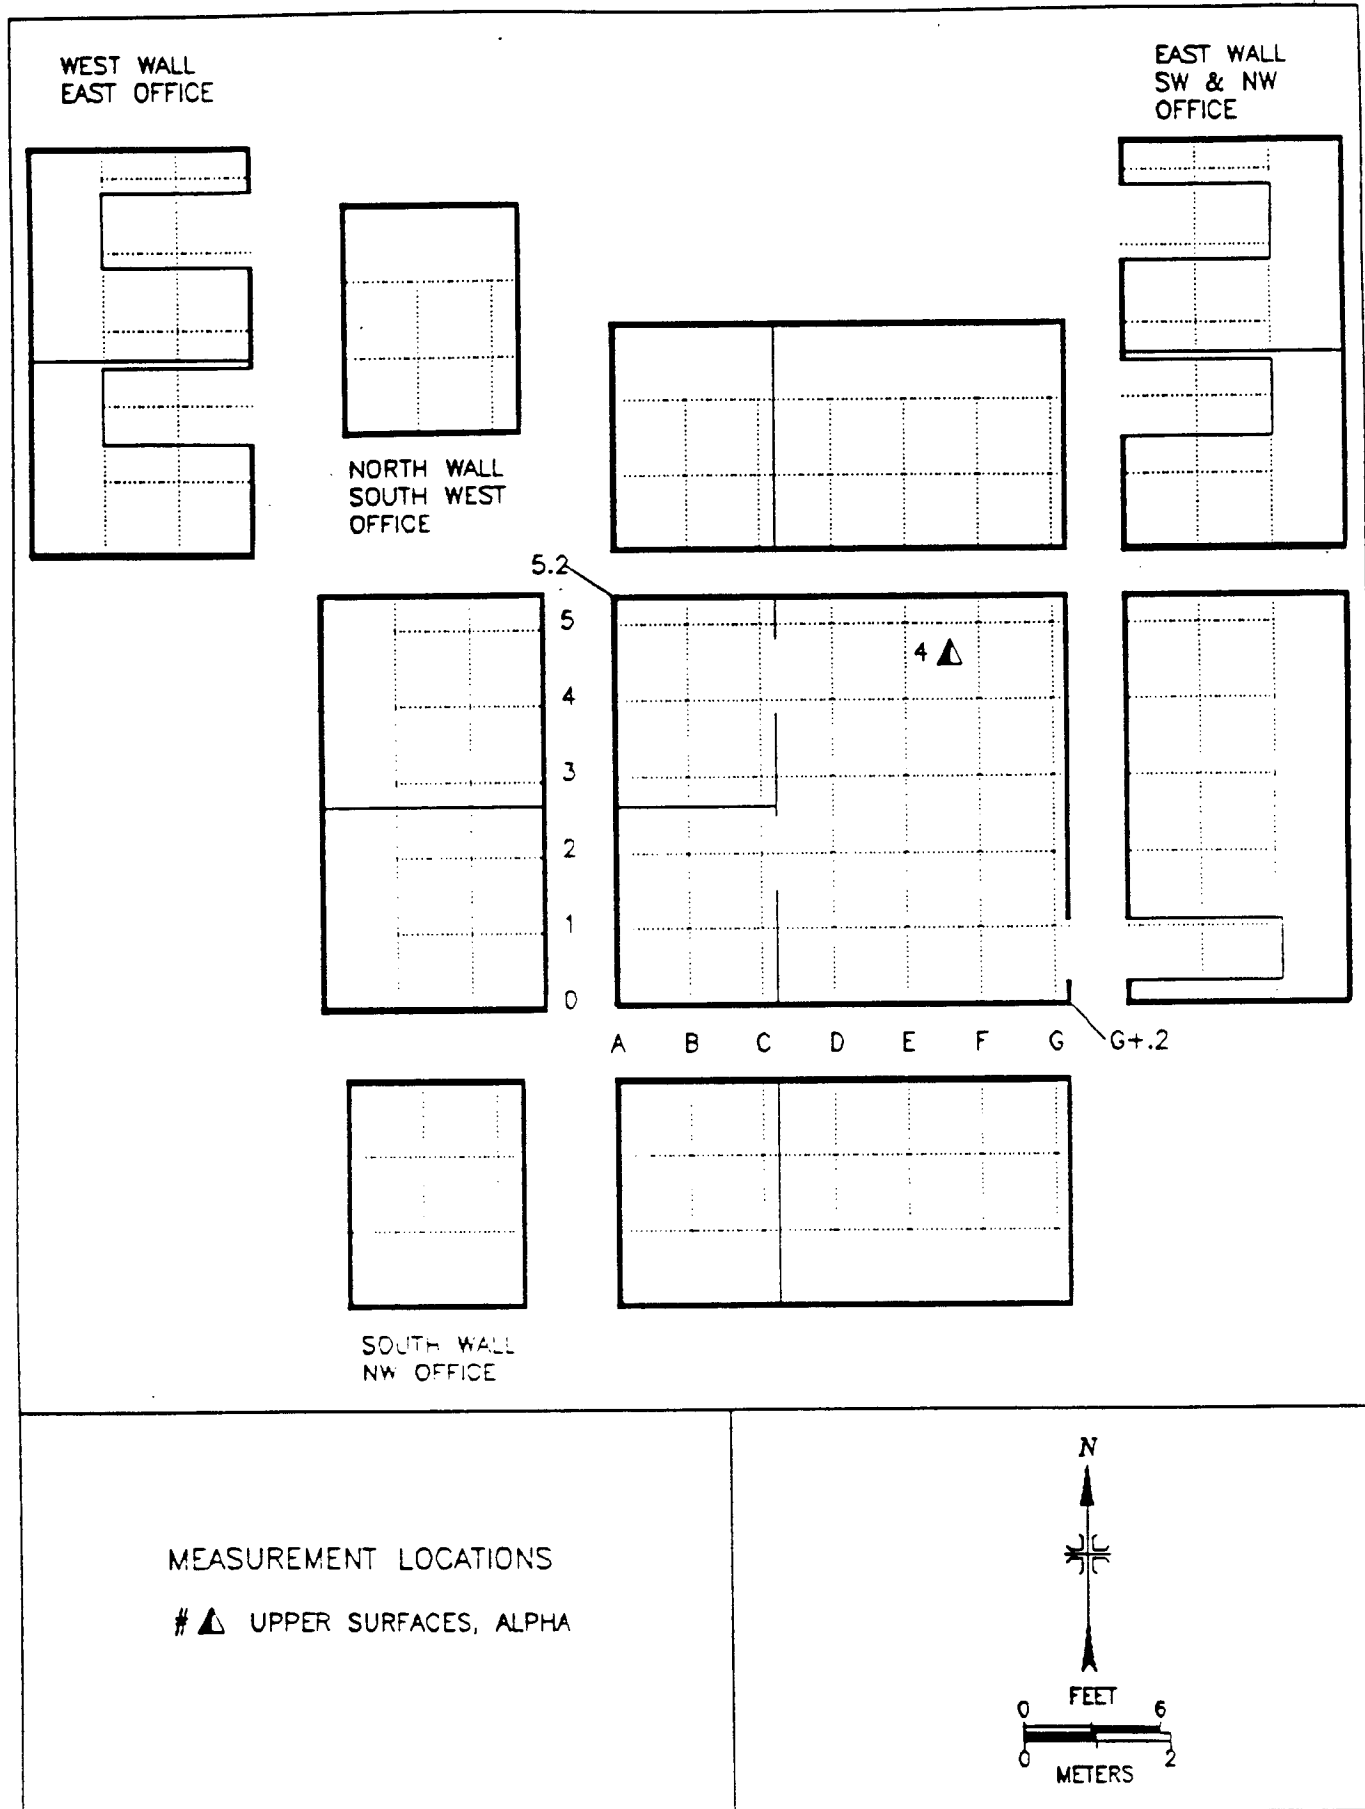 WEST WALL
EAST OFFICE
EAST WALL
SW & NW
OFFICE
NORTH WALL
SOUTH WEST
OFFICE
5.2
5
4
3
2
1
0
4
A B C D E F G G+.2
SOUTH WALL
NW OFFICE
MEASUREMENT LOCATIONS
# UPPER SURFACES, ALPHA
N
FEET
0 6
0 2
METERS